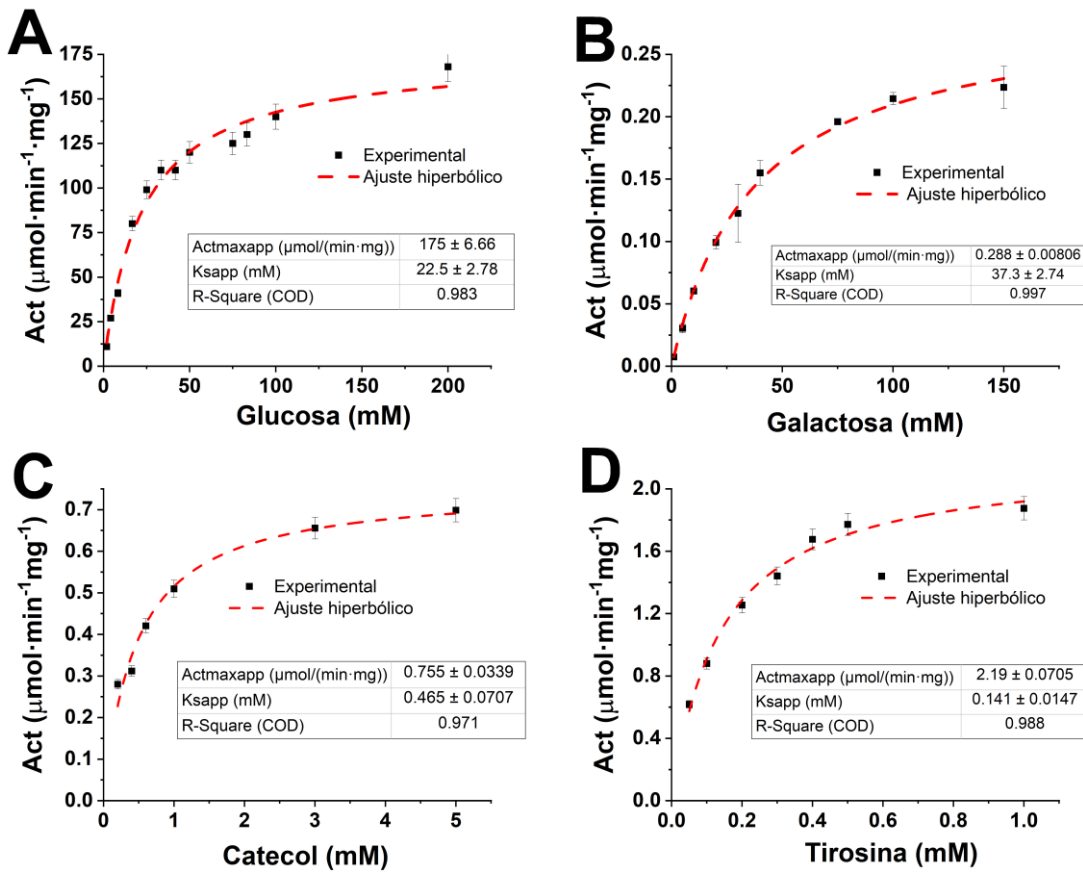 A
175
150
125
100
75
50
25
0
Act (μmol·min⁻¹·mg⁻¹)
Experimental
Ajuste hiperbólico
Actmaxapp (μmol/(min·mg)) 175 ± 6.66
Ksapp (mM) 22.5 ± 2.78
R-Square (COD) 0.983
0 50 100 150 200
Glucosa (mM)
B
0.25
0.20
0.15
0.10
0.05
0.00
Act (μmol·min⁻¹mg⁻¹)
Experimental
Ajuste hiperbólico
Actmaxapp (μmol/(min·mg)) 0.288 ± 0.00806
Ksapp (mM) 37.3 ± 2.74
R-Square (COD) 0.997
0 50 100 150
Galactosa (mM)
C
0.7
0.6
0.5
0.4
0.3
0.2
0.1
0.0
Act (μmol·min⁻¹mg⁻¹)
Experimental
Ajuste hiperbólico
Actmaxapp (μmol/(min·mg)) 0.755 ± 0.0339
Ksapp (mM) 0.465 ± 0.0707
R-Square (COD) 0.971
0 1 2 3 4 5
Catecol (mM)
D
2.0
1.6
1.2
0.8
0.4
0.0
Act (μmol·min⁻¹mg⁻¹)
Experimental
Ajuste hiperbólico
Actmaxapp (μmol/(min·mg)) 2.19 ± 0.0705
Ksapp (mM) 0.141 ± 0.0147
R-Square (COD) 0.988
0.0 0.2 0.4 0.6 0.8 1.0
Tirosina (mM)